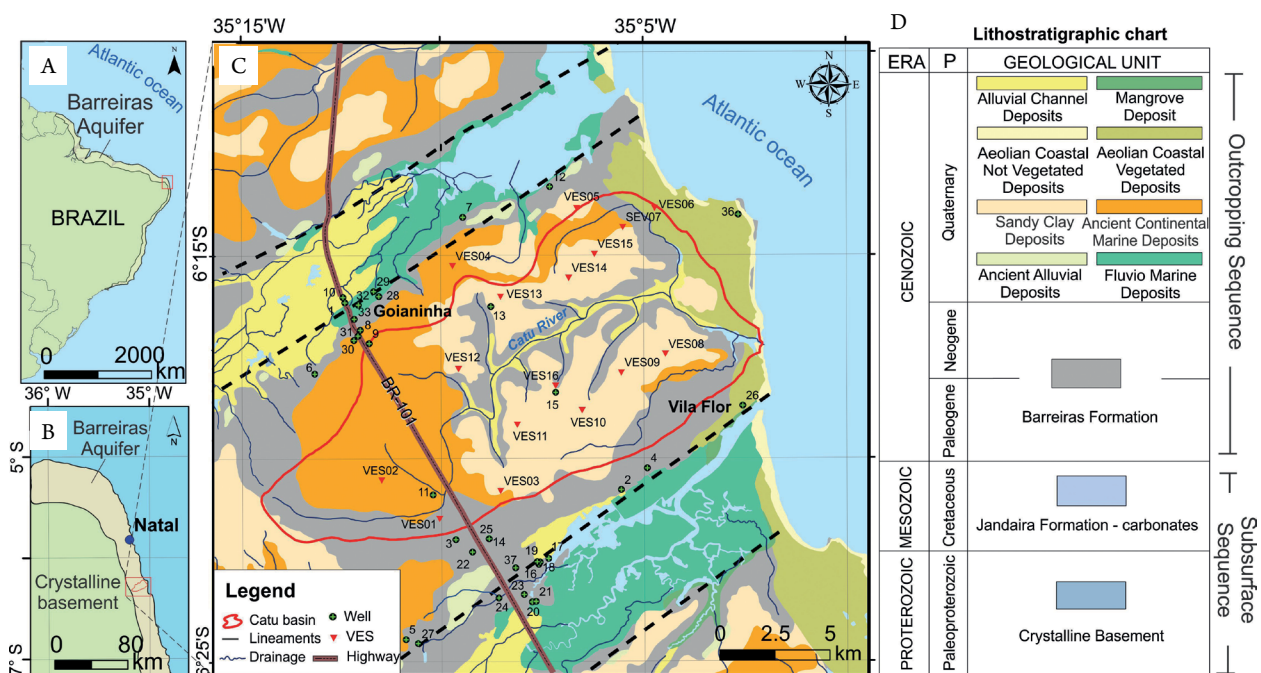 A
N
Atlantic ocean
Barreiras
Aquifer
BRAZIL
0 2000
km
36°W 35°W
B
N
Barreiras
Aquifer
5°S
Natal
Crystalline
basement
0 80
km
7°S
35°15'W 35°5'W
C
N
W E
S
Atlantic ocean
6°15'S
6°25'S
12
VES05
VES06
36
7
SEV07
VES15
VES04
VES14
29
10
32
28
VES13
1
33
Goianinha
13
31
8
9
30
Catu River
VES08
6
VES12
VES09
BR-101
VES16
15
VES10
Vila Flor
26
VES11
4
VES02
11
VES03
2
VES01
25
3
14
22
19
17
37
18
16
23
21
24
20
5
27
Legend
Catu basin
Well
Lineaments
VES
Drainage
Highway
0 2.5 5
km
D
Lithostratigraphic chart
ERA P GEOLOGICAL UNIT
CENOZOIC
Quaternary
Alluvial Channel
Deposits
Mangrove
Deposit
Aeolian Coastal
Not Vegetated
Deposits
Aeolian Coastal
Vegetated
Deposits
Sandy Clay
Deposits
Ancient Continental
Marine Deposits
Ancient Alluvial
Deposits
Fluvio Marine
Deposits
Neogene
Paleogene
Barreiras Formation
Outcropping Sequence
MESOZOIC
Cretaceous
Jandaira Formation - carbonates
PROTEROZOIC
Paleoproterozoic
Crystalline Basement
Subsurface
Sequence